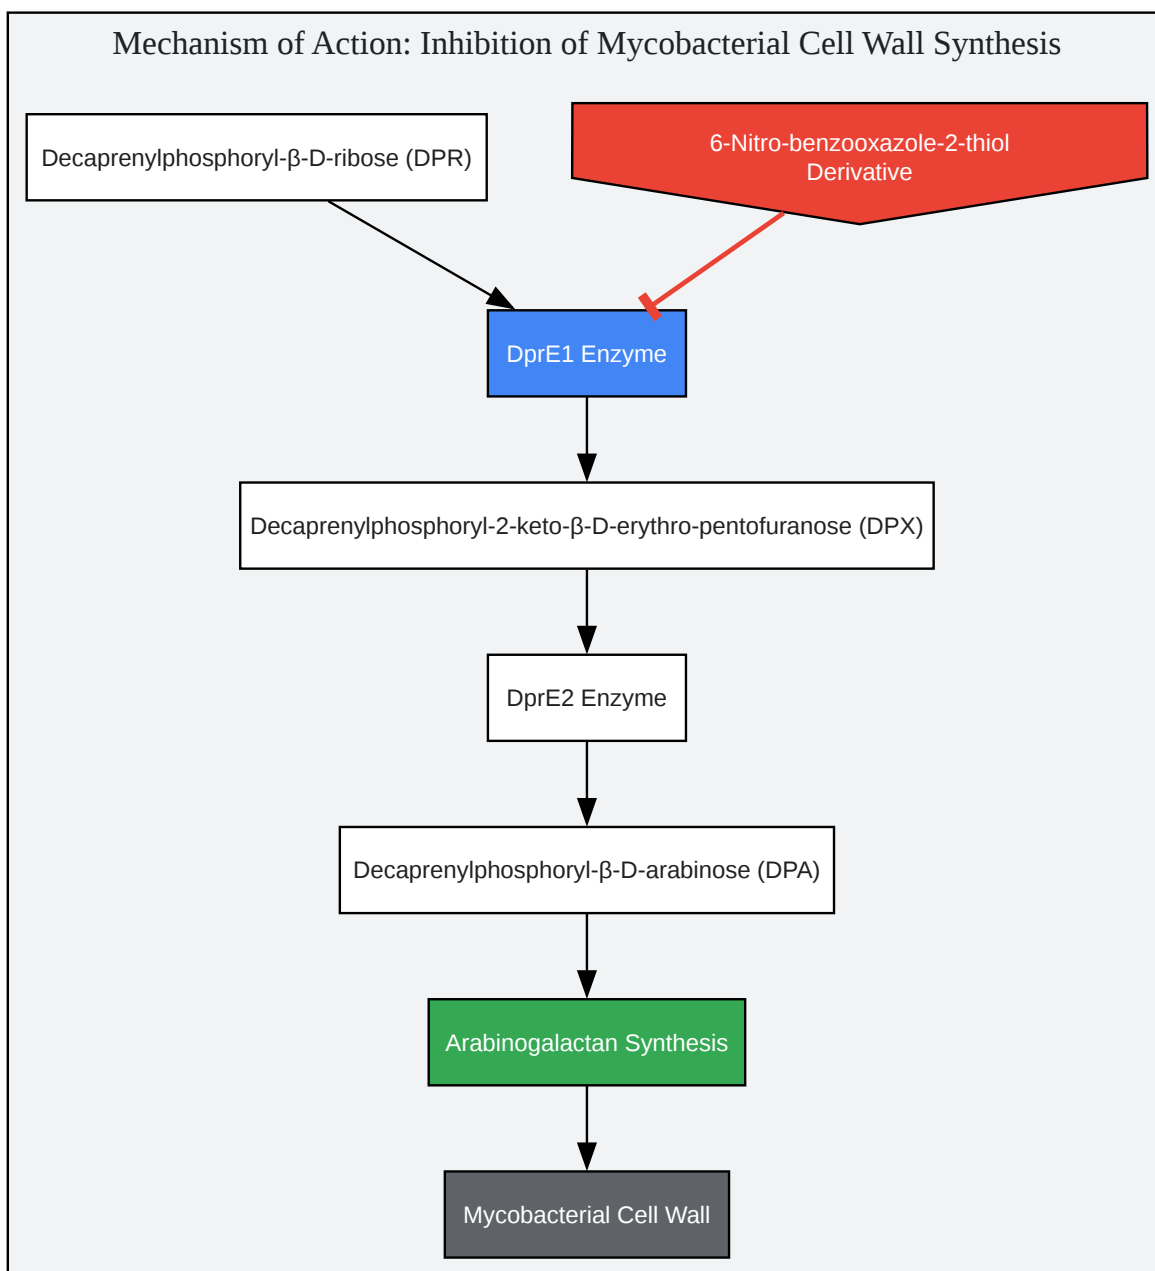 Mechanism of Action: Inhibition of Mycobacterial Cell Wall Synthesis
Decaprenylphosphoryl-β-D-ribose (DPR)
6-Nitro-benzooxazole-2-thiol
Derivative
DprE1 Enzyme
Decaprenylphosphoryl-2-keto-β-D-erythro-pentofuranose (DPX)
DprE2 Enzyme
Decaprenylphosphoryl-β-D-arabinose (DPA)
Arabinogalactan Synthesis
Mycobacterial Cell Wall